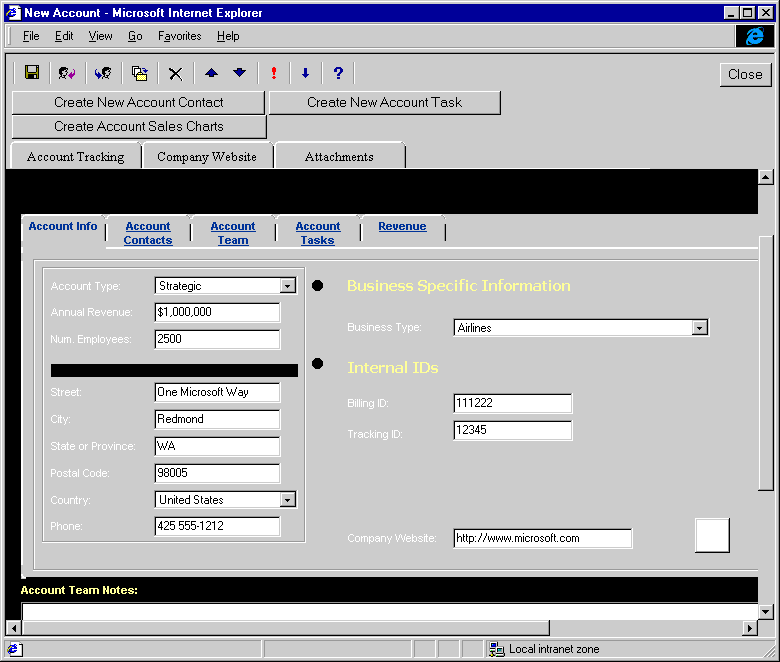 New Account - Microsoft Internet Explorer
File Edit View Go Favorites Help
Close
Create New Account Contact Create New Account Task
Create Account Sales Charts
Account Tracking Company Website Attachments
Account Info Account Contacts Account Team Account Tasks Revenue
Account Type: Strategic
Annual Revenue: $1,000,000
Num. Employees: 2500
Street: One Microsoft Way
City: Redmond
State or Province: WA
Postal Code: 98005
Country: United States
Phone: 425 555-1212
Business Specific Information
Business Type: Airlines
Internal IDs
Billing ID: 111222
Tracking ID: 12345
Company Website: http://www.microsoft.com
Account Team Notes:
Local intranet zone